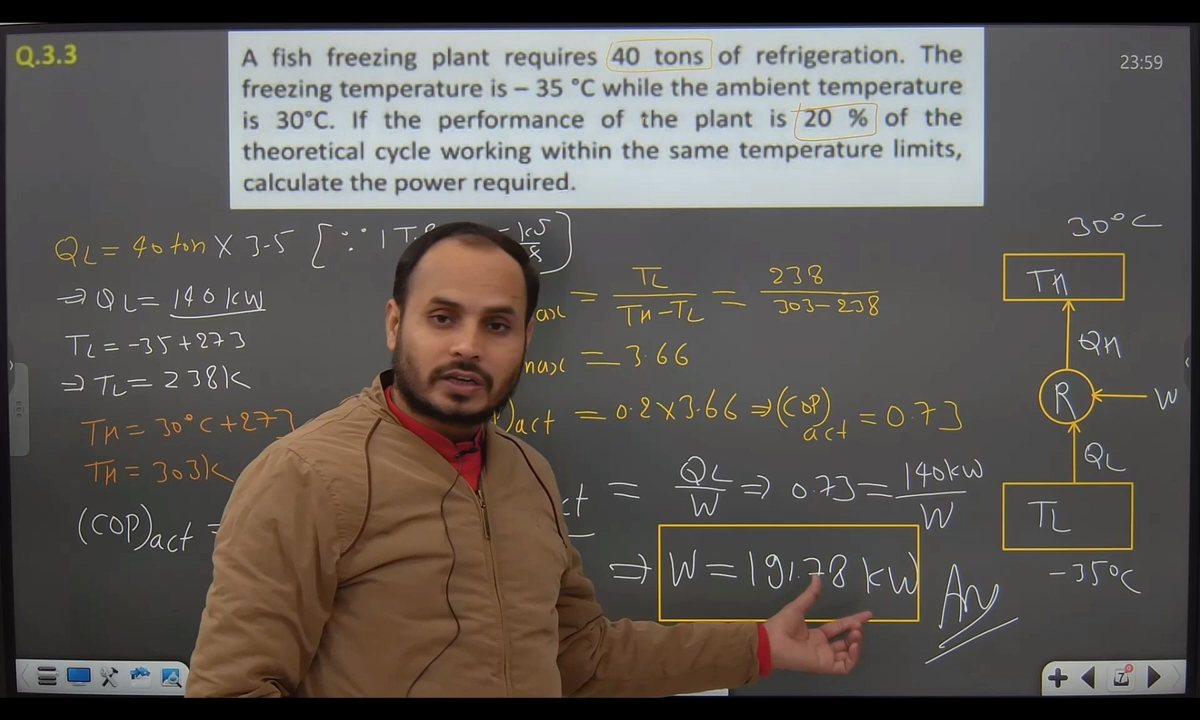 Q.3.3
A fish freezing plant requires 40 tons of refrigeration. The
freezing temperature is – 35 °C while the ambient temperature
is 30°C. If the performance of the plant is 20 % of the
theoretical cycle working within the same temperature limits,
calculate the power required.
23:59
QL = 40 ton × 3.5 [∵ 1 T.R
⇒ QL = 140 kW
TL = -35+273
⇒ TL = 238k
TH = 30°C+273
TH = 303k
(COP)act =
= TL/TH-TL = 238/303-238
max = 3.66
)act = 0.2×3.66 ⇒ (COP)act = 0.73
= QL/W ⇒ 0.73 = 140kW/W
⇒ W = 191.78 kW
Ans
30°C
TH
QH
R
W
QL
TL
-35°C
7